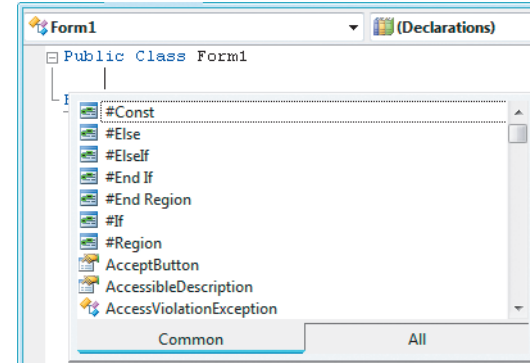 Form1 (Declarations)
Public Class Form1
#Const
#Else
#ElseIf
#End If
#End Region
#If
#Region
AcceptButton
AccessibleDescription
AccessViolationException
Common All